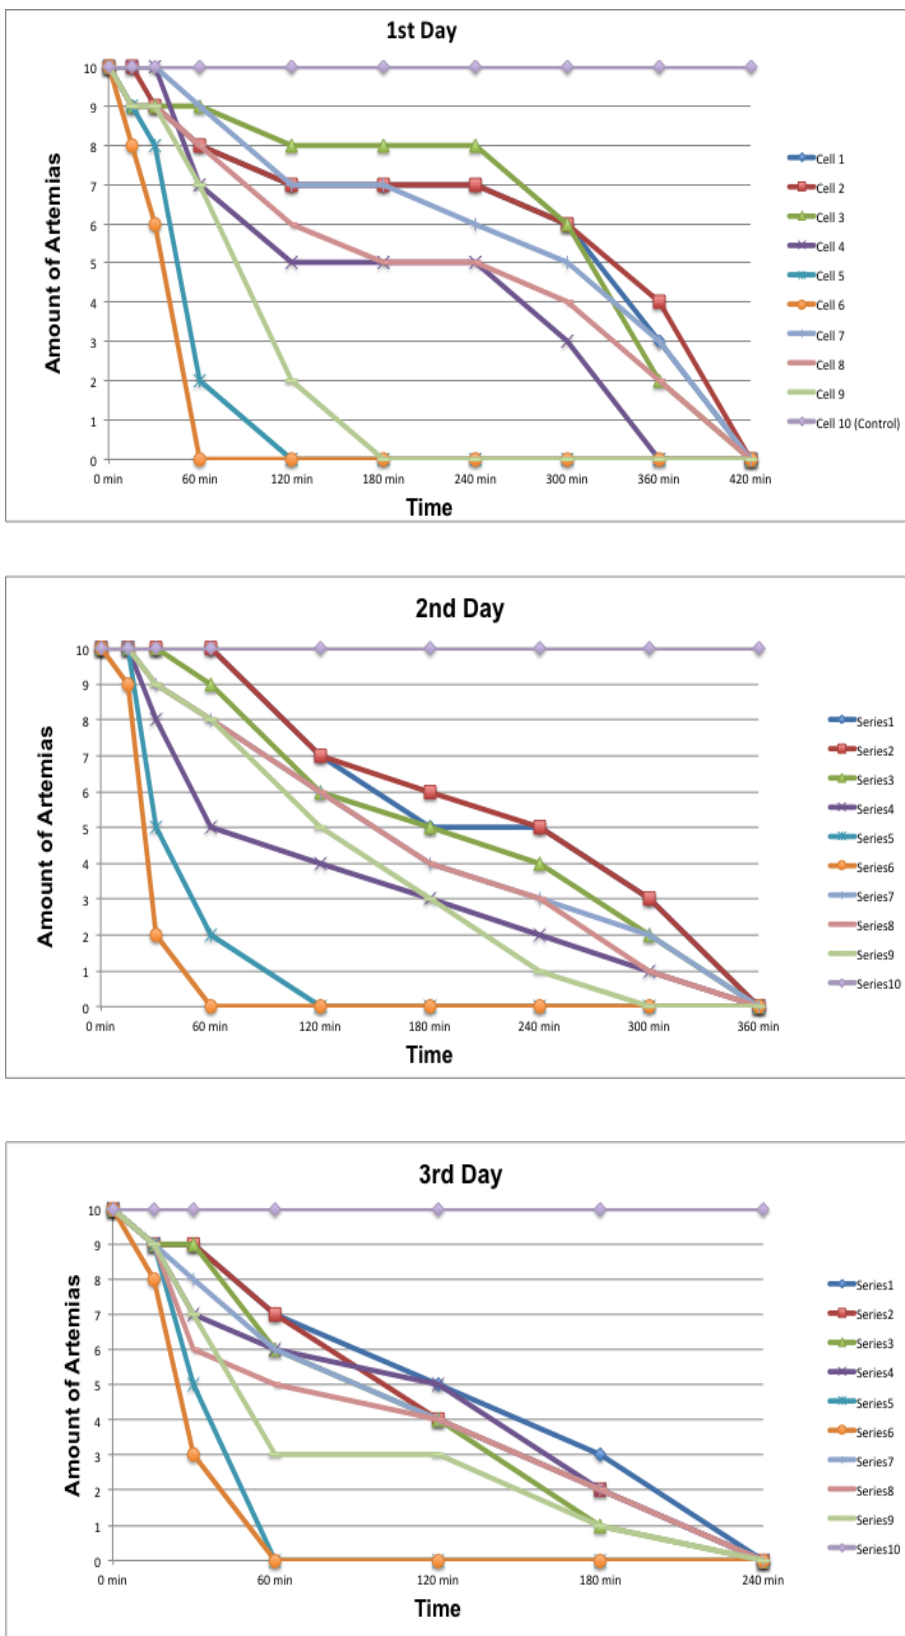 1st Day
10
9
8
7
6
5
4
3
2
1
0
Amount of Artemias
0 min 60 min 120 min 180 min 240 min 300 min 360 min 420 min
Time
Cell 1
Cell 2
Cell 3
Cell 4
Cell 5
Cell 6
Cell 7
Cell 8
Cell 9
Cell 10 (Control)
2nd Day
10
9
8
7
6
5
4
3
2
1
0
Amount of Artemias
0 min 60 min 120 min 180 min 240 min 300 min 360 min
Time
Series1
Series2
Series3
Series4
Series5
Series6
Series7
Series8
Series9
Series10
3rd Day
10
9
8
7
6
5
4
3
2
1
0
Amount of Artemias
0 min 60 min 120 min 180 min 240 min
Time
Series1
Series2
Series3
Series4
Series5
Series6
Series7
Series8
Series9
Series10